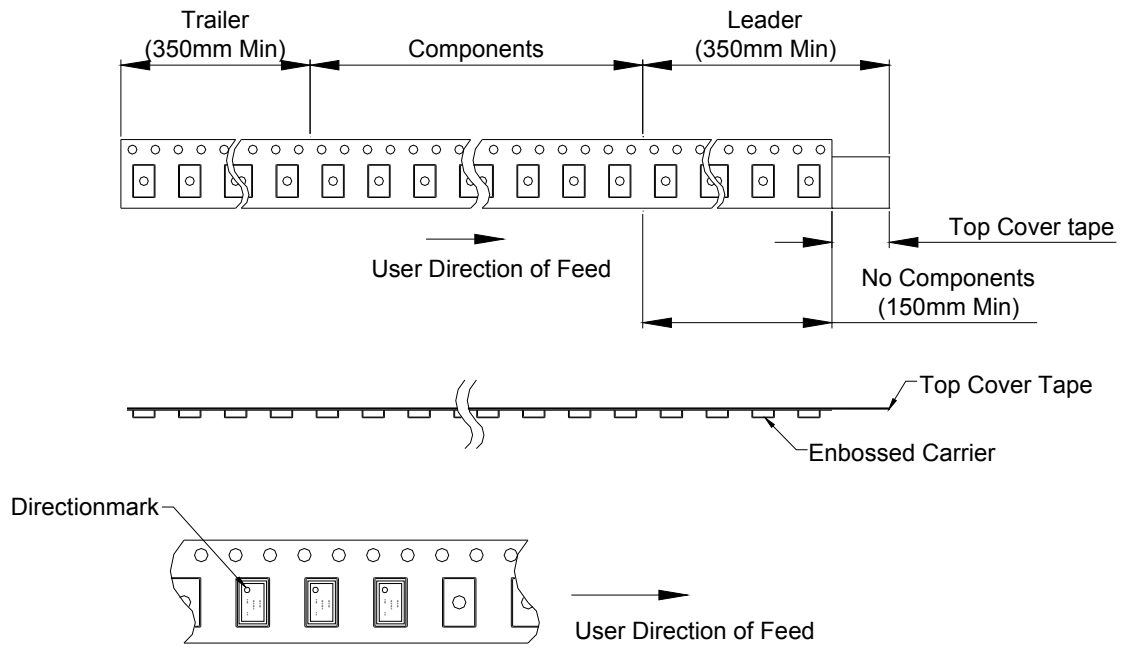 Trailer
(350mm Min)
Components
Leader
(350mm Min)
Top Cover tape
User Direction of Feed
No Components
(150mm Min)
Top Cover Tape
Enbossed Carrier
Directionmark
User Direction of Feed